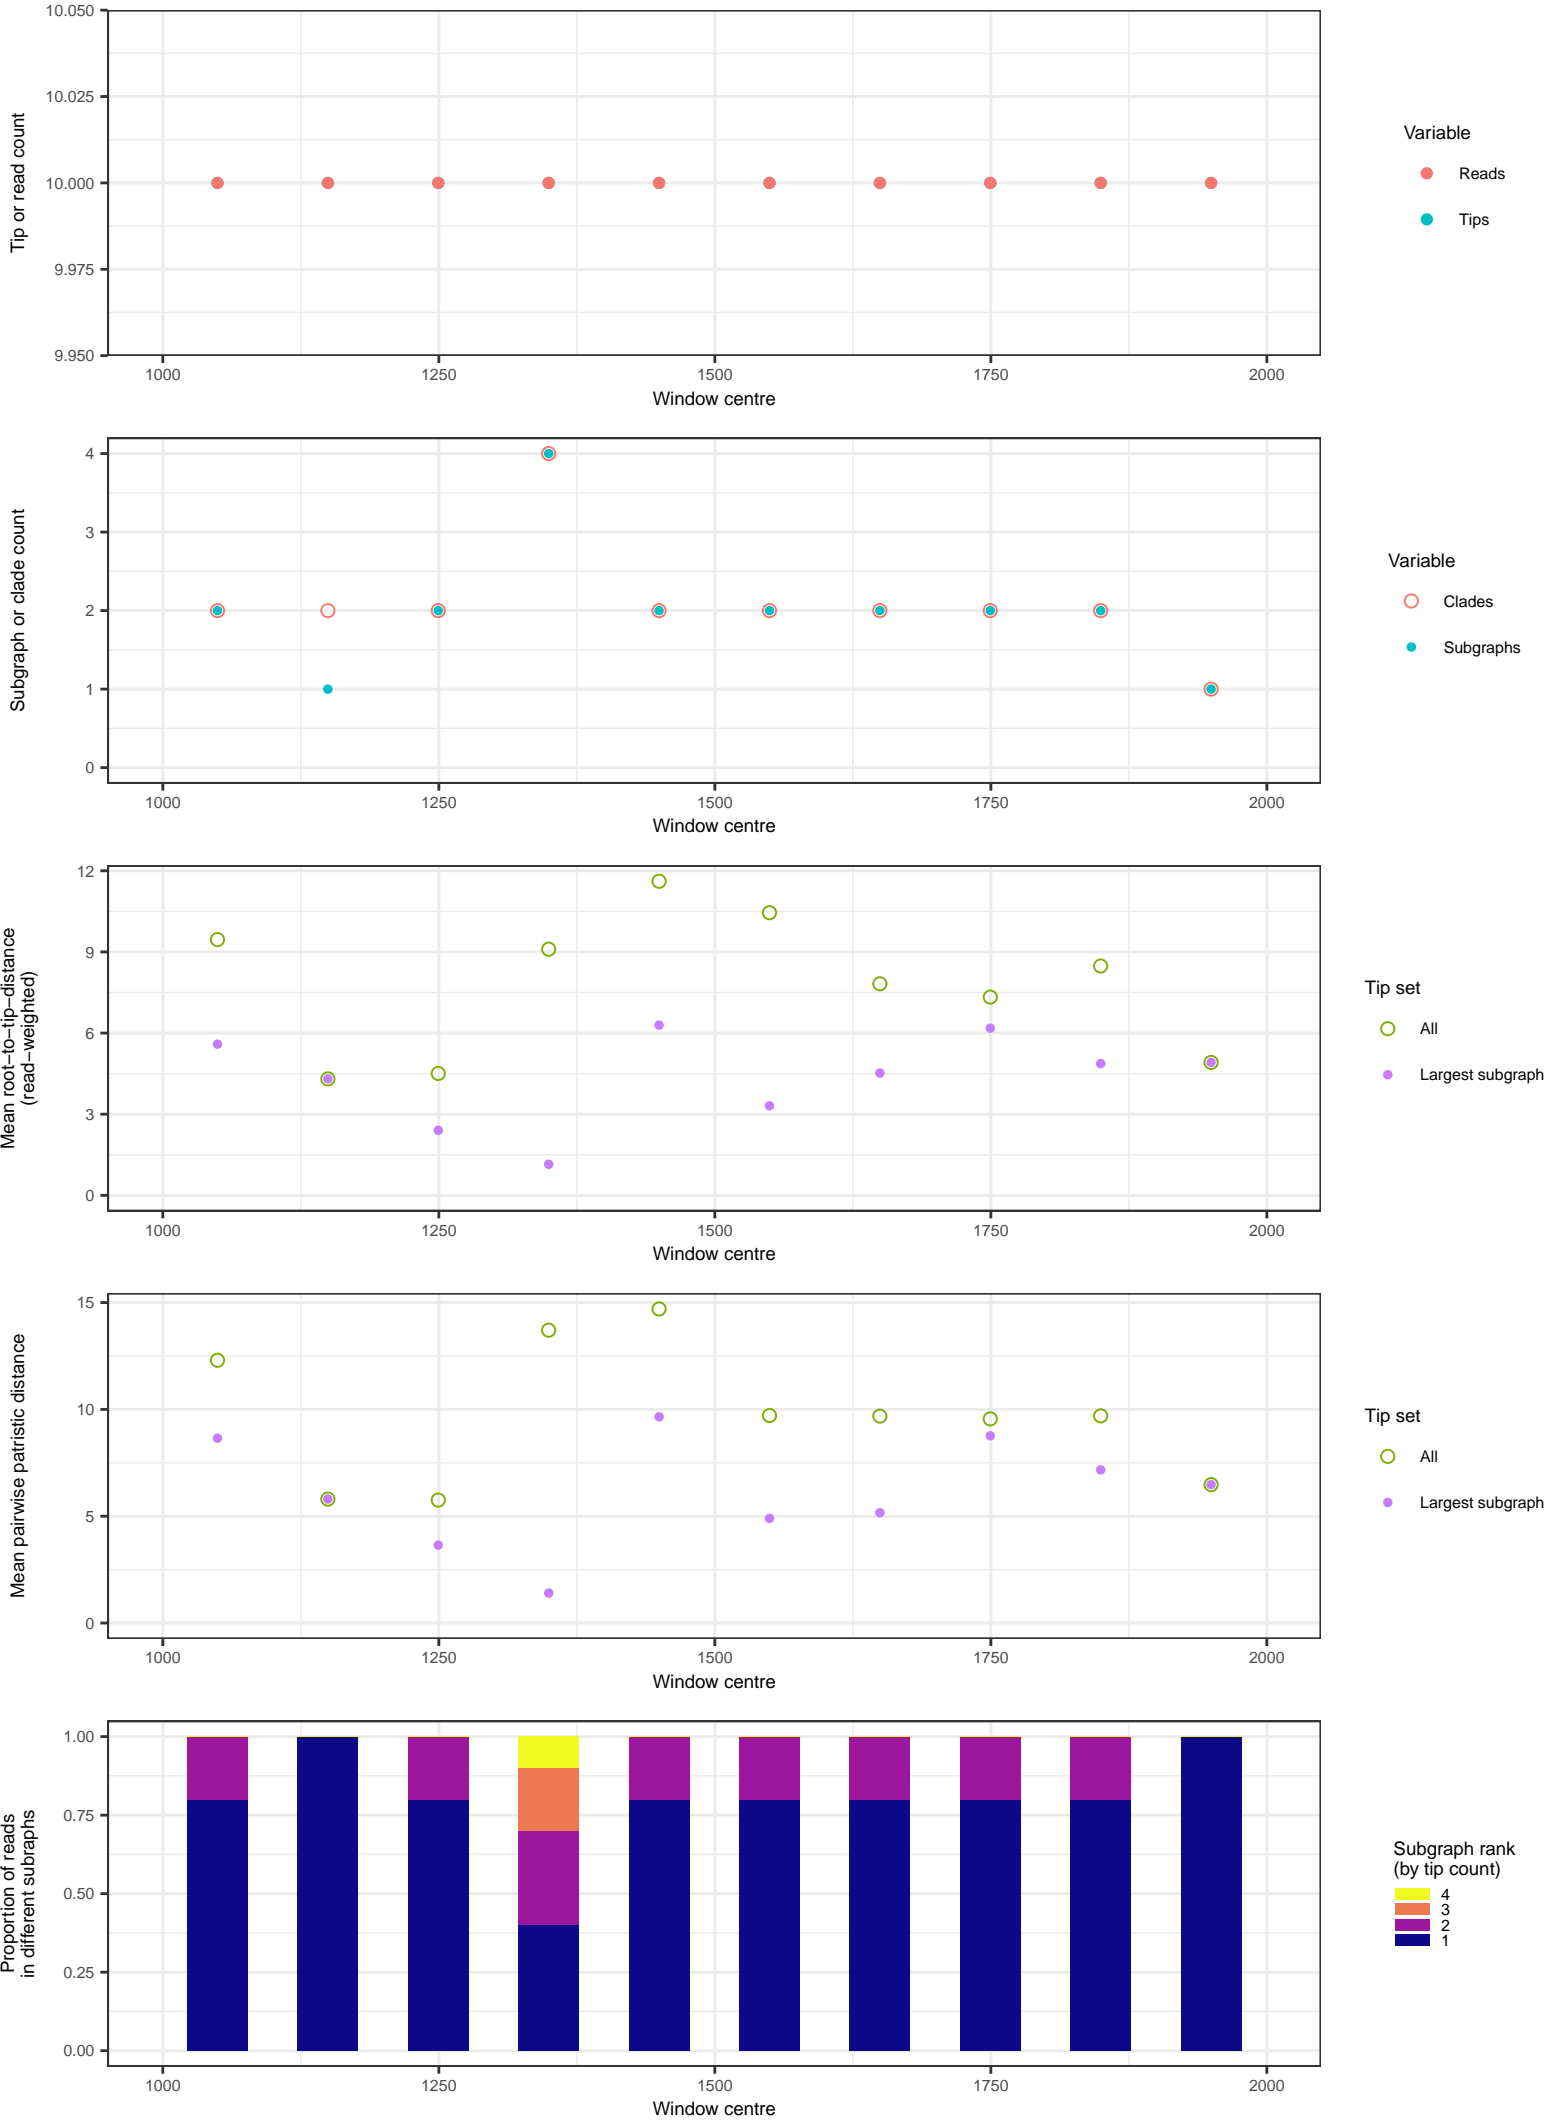 10.050
10.025
10.000
9.975
9.950
Tip or read count
1000 1250 1500 1750 2000
Window centre
Variable
Reads
Tips
4
3
2
1
0
Subgraph or clade count
1000 1250 1500 1750 2000
Window centre
Variable
Clades
Subgraphs
12
9
6
3
0
Mean root−to−tip−distance
(read−weighted)
1000 1250 1500 1750 2000
Window centre
Tip set
All
Largest subgraph
15
10
5
0
Mean pairwise patristic distance
1000 1250 1500 1750 2000
Window centre
Tip set
All
Largest subgraph
1.00
0.75
0.50
0.25
0.00
Proportion of reads
in different subraphs
1000 1250 1500 1750 2000
Window centre
Subgraph rank
(by tip count)
4
3
2
1